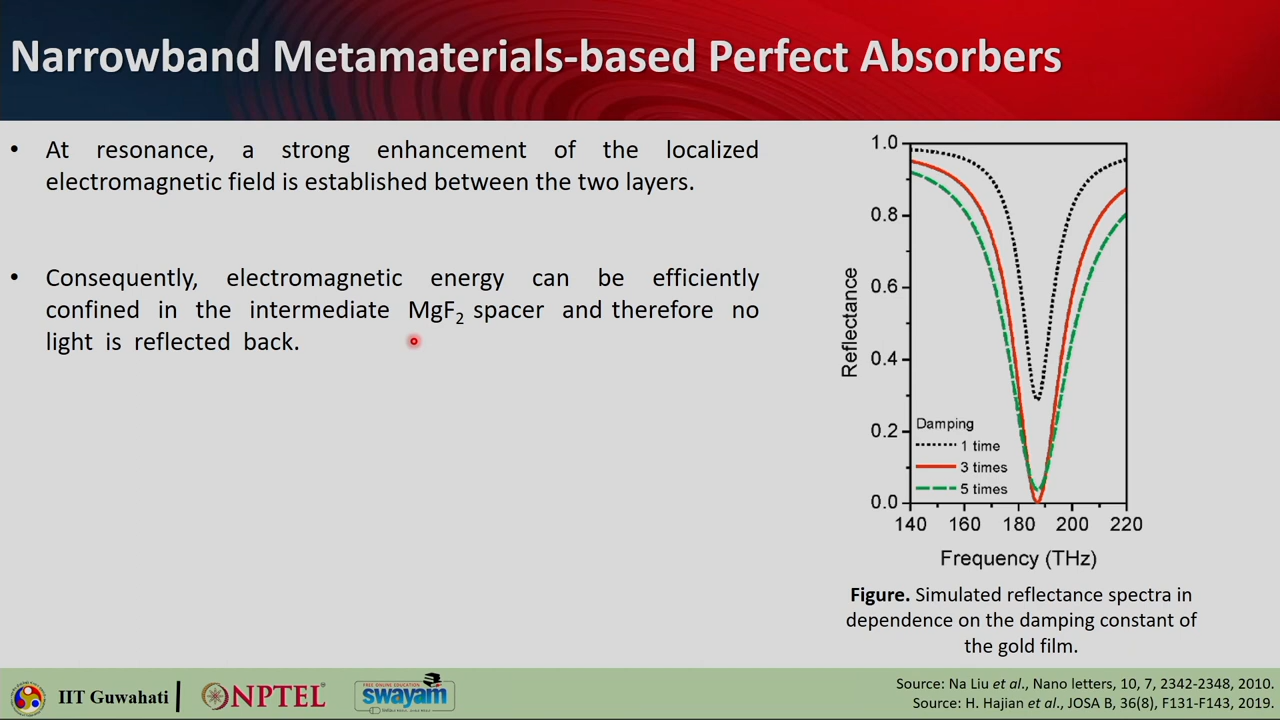 Narrowband Metamaterials-based Perfect Absorbers
• At resonance, a strong enhancement of the localized
electromagnetic field is established between the two layers.
• Consequently, electromagnetic energy can be efficiently
confined in the intermediate MgF₂ spacer and therefore no
light is reflected back.
Reflectance
1.0
0.8
0.6
0.4
0.2
0.0
Damping
1 time
3 times
5 times
140 160 180 200 220
Frequency (THz)
Figure. Simulated reflectance spectra in
dependence on the damping constant of
the gold film.
IIT Guwahati
NPTEL
FREE ONLINE EDUCATION
swayam
Source: Na Liu et al., Nano letters, 10, 7, 2342-2348, 2010.
Source: H. Hajian et al., JOSA B, 36(8), F131-F143, 2019.